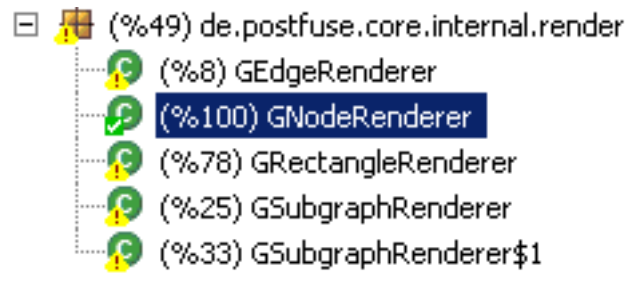 (%49) de.postfuse.core.internal.render
(%8) GEdgeRenderer
(%100) GNodeRenderer
(%78) GRectangleRenderer
(%25) GSubgraphRenderer
(%33) GSubgraphRenderer$1